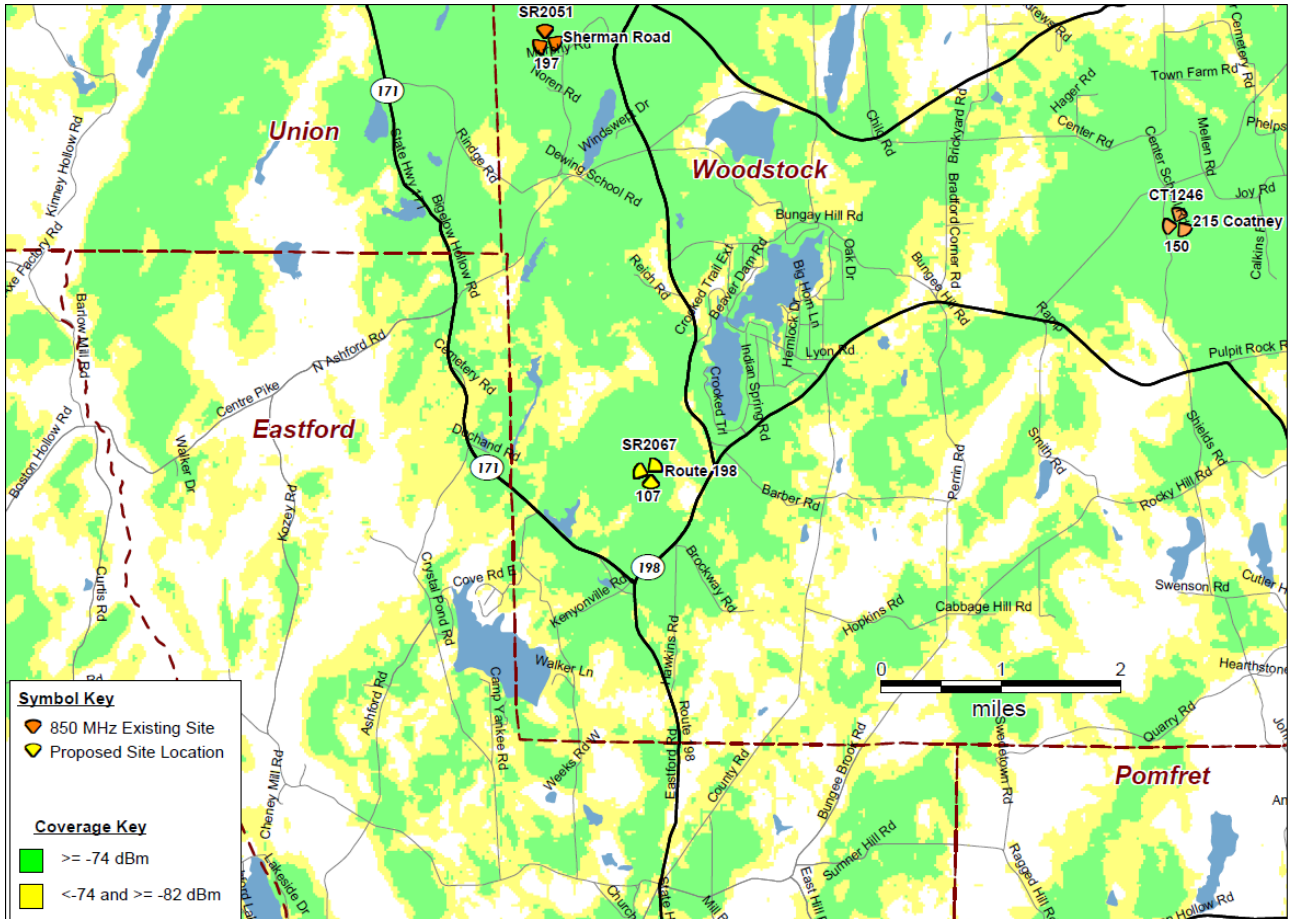 SR2051
Sherman Road
Murphy Rd
197
Noren Rd
Windswept Dr
171
Union
State Hwy 171
Rindge Rd
Dewing School Rd
Kinney Hollow Rd
Woodstock
Child Rd
Brickyard Rd
Hager Rd
Center Rd
Town Farm Rd
Cemetery Rd
Mellen Rd
Phelps
Joy Rd
CT1246
215 Coatney
150
Bungay Hill Rd
Bradford Corner Rd
Bigelow Hollow Rd
Reich Rd
Crooked Trail Ext
Beaver Dam Rd
Big Horn Ln
Oak Dr
Bungee Hill Rd
Hemlock Dr
Ramp
Barlow Mill Rd
N Ashford Rd
Centre Pike
Cemetery Rd
Lyon Rd
Indian Spring Rd
Crooked Trl
Pulpit Rock R
Boston Hollow Rd
Walker Dr
Eastford
171
SR2067
Route 198
107
Barber Rd
Perrin Rd
Smith Rd
Shields Rd
Rocky Hill Rd
Kozey Rd
Curtis Rd
Crystal Pond Rd
Cove Rd E
Kenyonville Rd
198
Brockway Rd
Hopkins Rd
Cabbage Hill Rd
Swenson Rd
Cutler H
Walker Ln
Hawkins Rd
Hearthstone
Ashford Rd
Camp Yankee Rd
Weeks Rd W
Route 198
Eastford Rd
County Rd
Bungee Brook Rd
Swedetown Rd
Quarry Rd
0 1 2
miles
Pomfret
Cheney Mill Rd
Lakeside Dr
Sumner Hill Rd
Ragged Hill Rd
East Hill R
Church
State H
Mill
Hollow Rd
Symbol Key
850 MHz Existing Site
Proposed Site Location
Coverage Key
>= -74 dBm
<-74 and >= -82 dBm